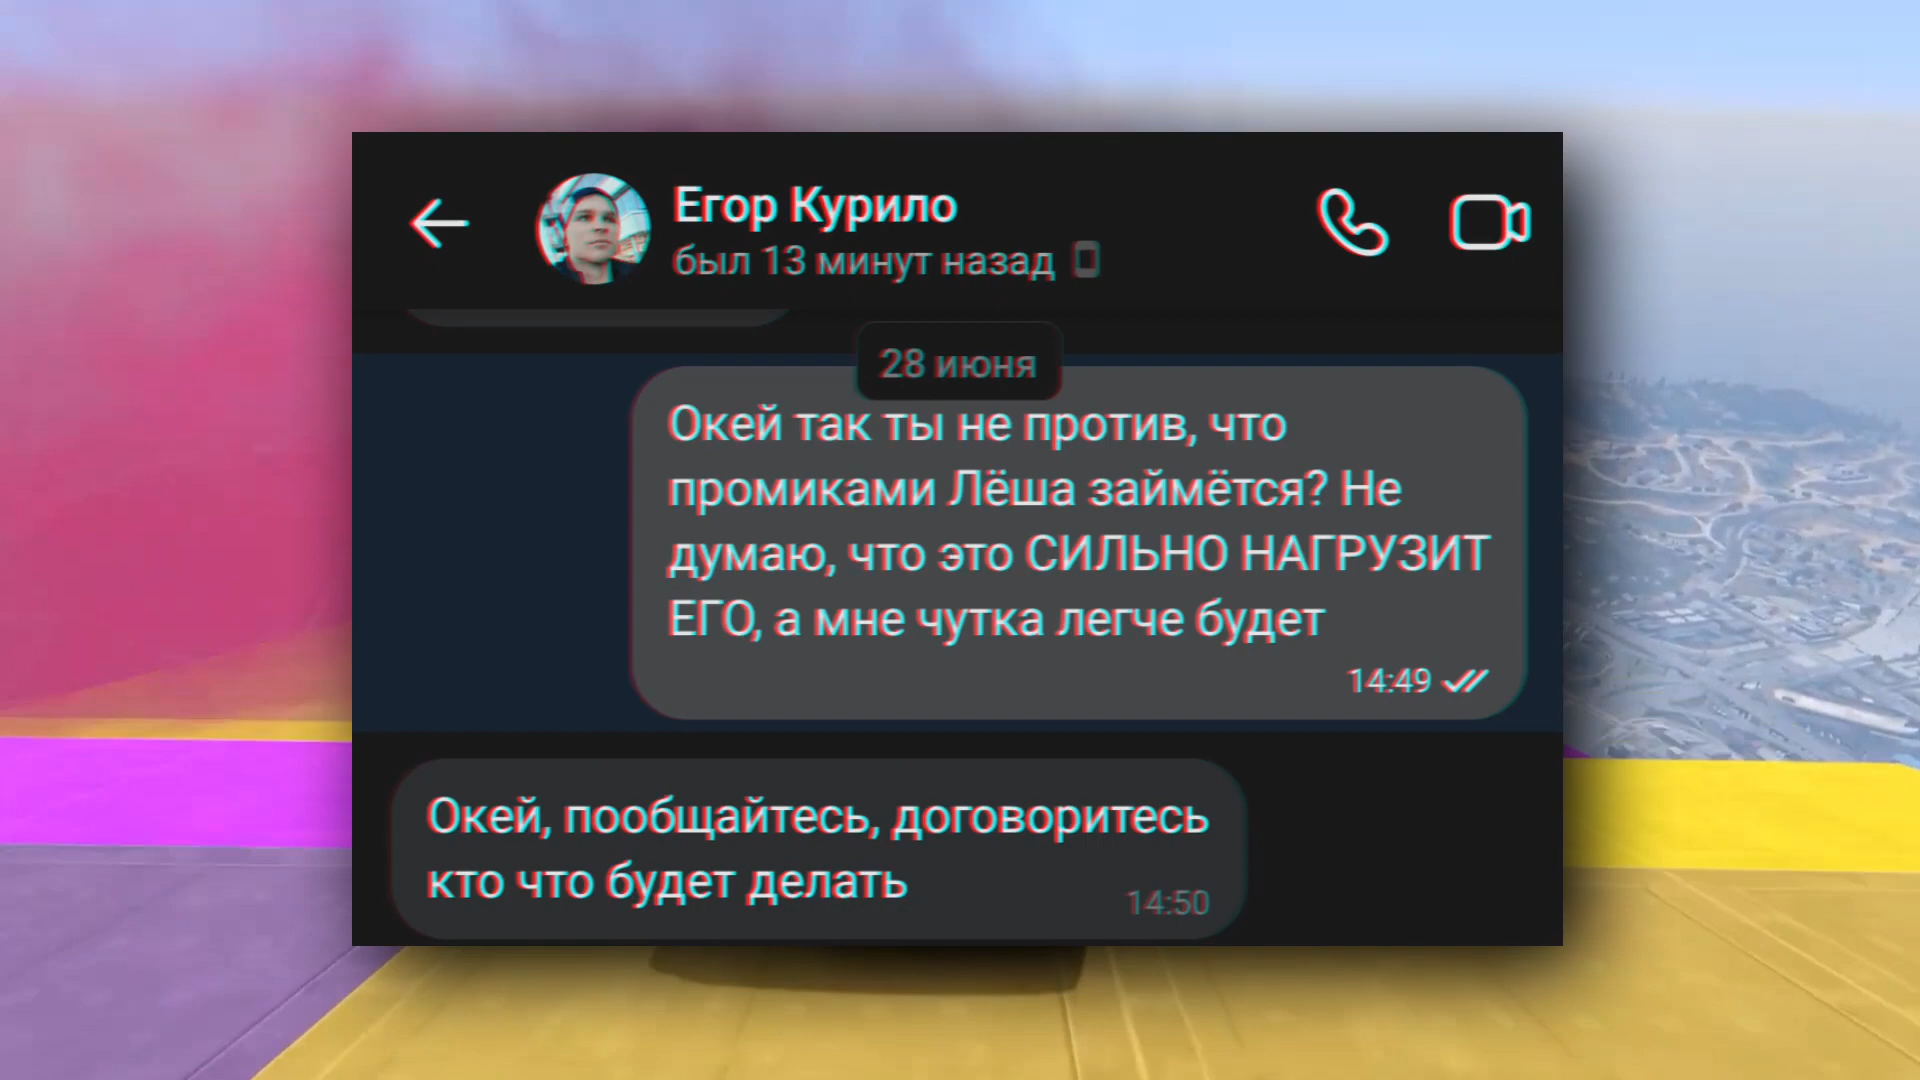 Егор Курило
был 13 минут назад
28 июня
Окей так ты не против, что
промиками Лёша займётся? Не
думаю, что это СИЛЬНО НАГРУЗИТ
ЕГО, а мне чутка легче будет
14:49
Окей, пообщайтесь, договоритесь
кто что будет делать
14:50